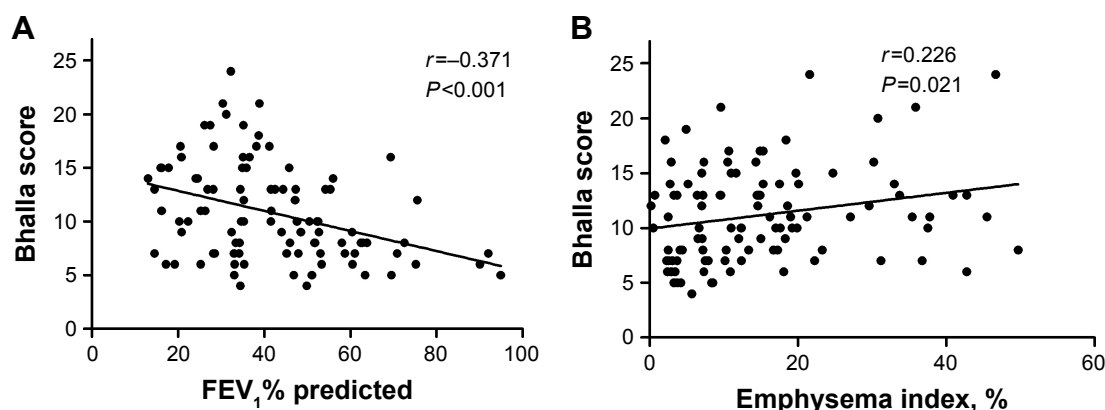 A
r=–0.371
P<0.001
Bhalla score
25
20
15
10
5
0
0 20 40 60 80 100
FEV₁% predicted
B
r=0.226
P=0.021
Bhalla score
25
20
15
10
5
0
0 20 40 60
Emphysema index, %